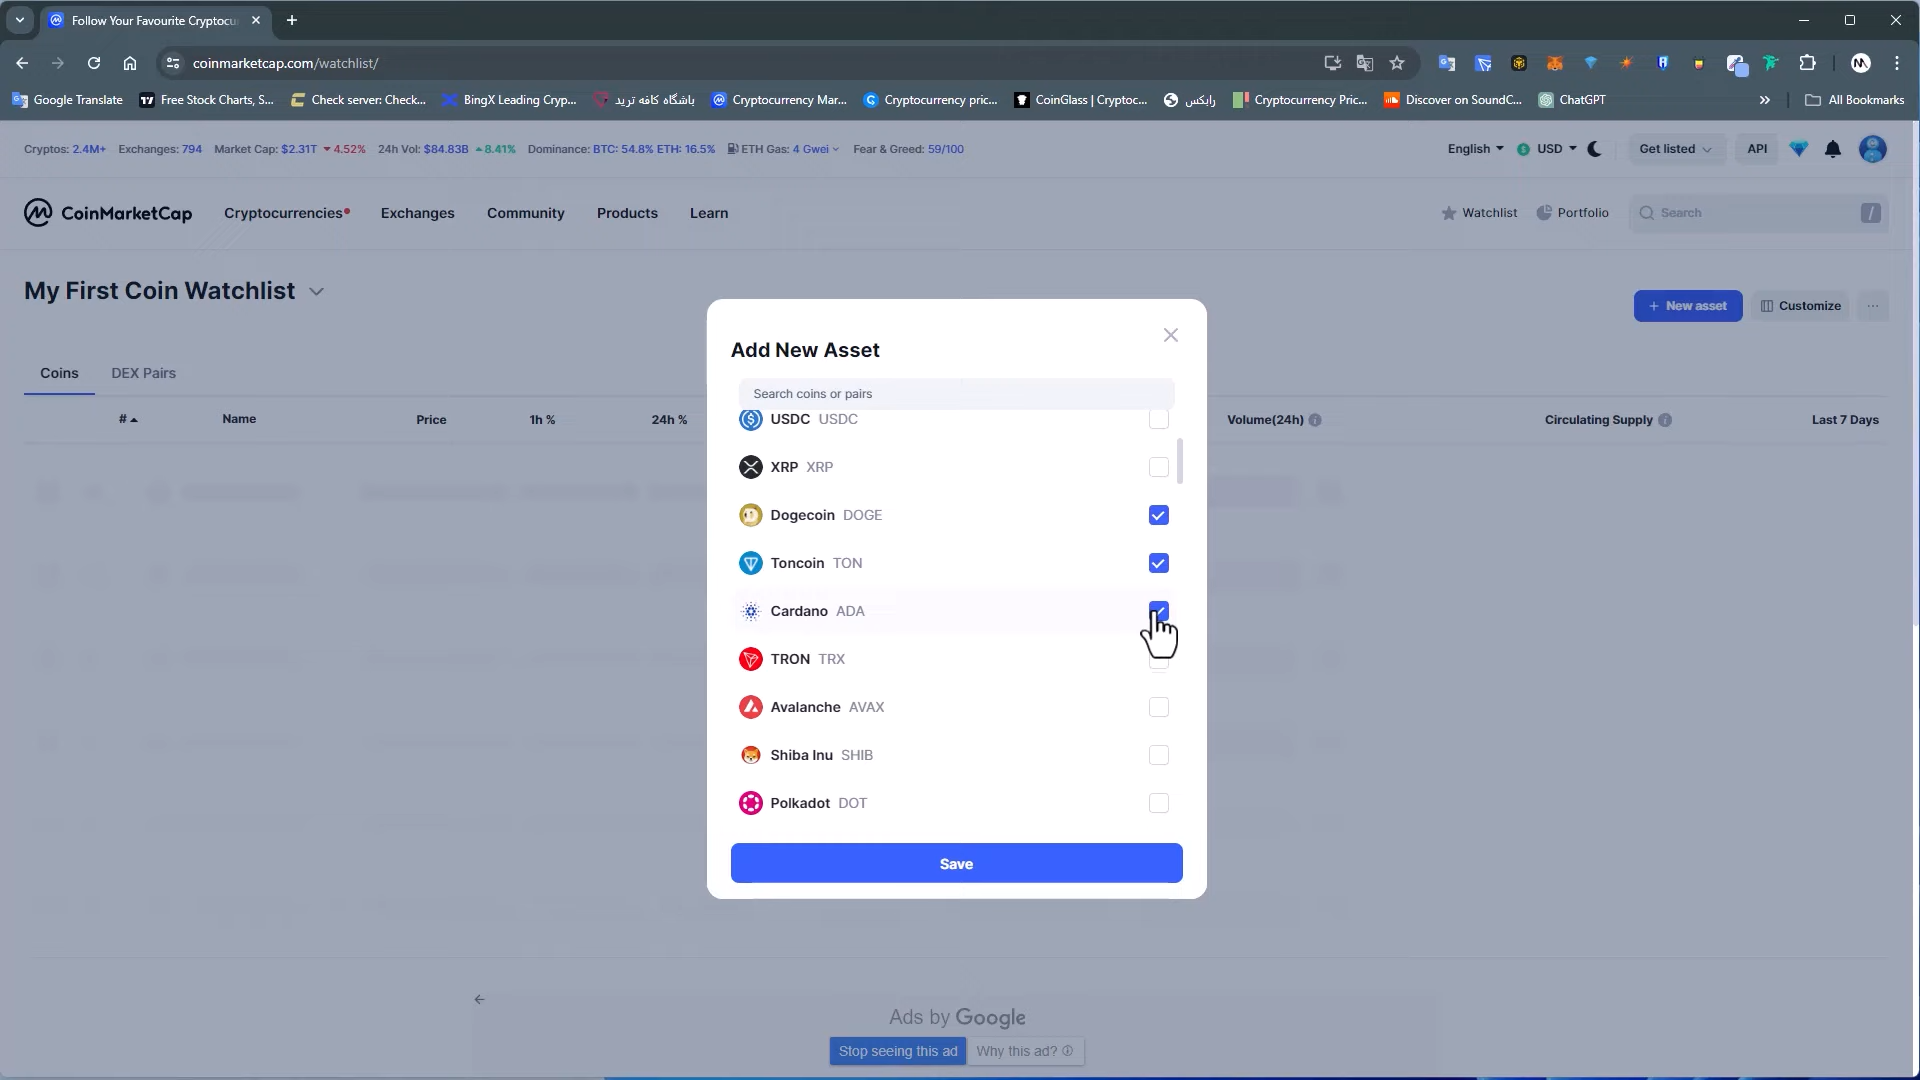 Follow Your Favourite Cryptocu
coinmarketcap.com/watchlist/
Google Translate
Free Stock Charts, S...
Check server: Check...
BingX Leading Cryp...
باشگاه کافه ترید
Cryptocurrency Mar...
Cryptocurrency pric...
CoinGlass | Cryptoc...
رابکس
Cryptocurrency Pric...
Discover on SoundC...
ChatGPT
All Bookmarks
Cryptos: 2.4M+ Exchanges: 794 Market Cap: $2.31T 4.52% 24h Vol: $84.83B 8.41% Dominance: BTC: 54.8% ETH: 16.5% ETH Gas: 4 Gwei Fear & Greed: 59/100
English USD Get listed API
CoinMarketCap Cryptocurrencies Exchanges Community Products Learn Watchlist Portfolio Search /
My First Coin Watchlist
+ New asset Customize ...
Coins DEX Pairs
# Name Price 1h % 24h % Volume(24h) Circulating Supply Last 7 Days
Add New Asset
Search coins or pairs
USDC USDC
XRP XRP
Dogecoin DOGE
Toncoin TON
Cardano ADA
TRON TRX
Avalanche AVAX
Shiba Inu SHIB
Polkadot DOT
Save
Ads by Google
Stop seeing this ad Why this ad?